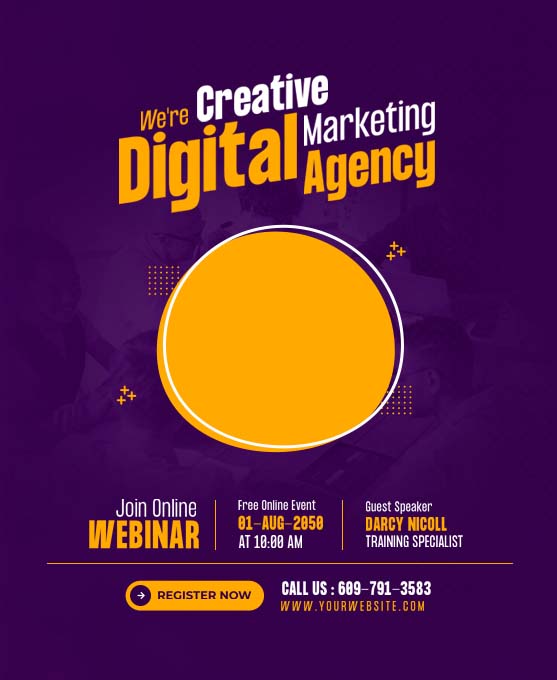 We're Creative
Digital Marketing
Agency
Join Online
WEBINAR
Free Online Event
01-AUG-2050
AT 10:00 AM
Guest Speaker
DARCY NICOLL
TRAINING SPECIALIST
REGISTER NOW
CALL US : 609-791-3583
WWW.YOURWEBSITE.COM